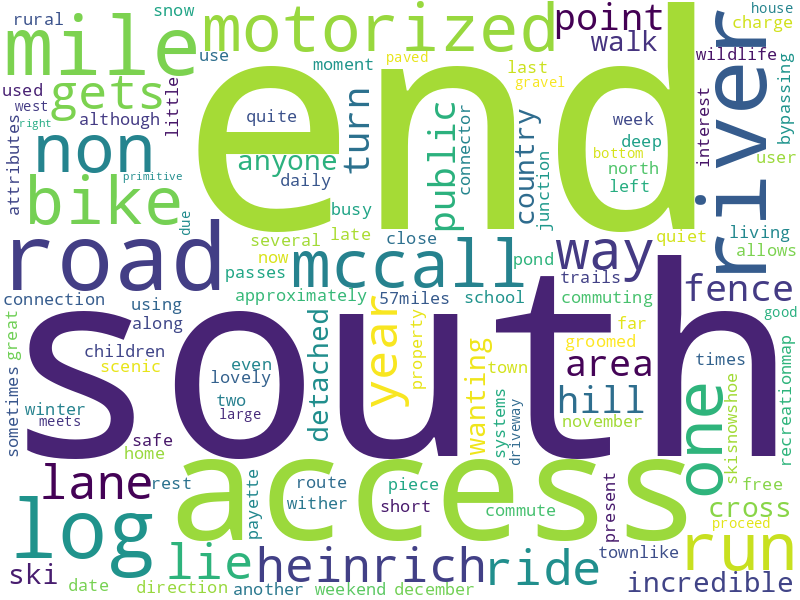 rural
snow
motorized
point
house
charge
mile
end
walk
river
wildlife
use
moment
last
paved
gravel
used
gets
west
right
although
little
quite
turn
public
connector
country
week
deep
interest
bypassing
non
anyone
daily
bottom
north
left
user
attributes
primitive
bike
due
busy
junction
quiet
living
allows
road
several
late
close
now
passes
mccall
pond
way
trails
fence
connection
using
approximately
57miles
school
commuting
good
along
great
children
scenic
detached
year
property
town
groomed
far
area
times
recreationmap
even
lovely
two
large
south
wanting
systems
driveway
hill
november
one
skisnowshoe
sometimes
winter
meets
safe
home
lane
rest
payette
access
route
wither
piece
short
commute
present
free
cross
proceed
log
lie
heinrich
ride
townlike
run
ski
date
direction
another
weekend
december
incredible